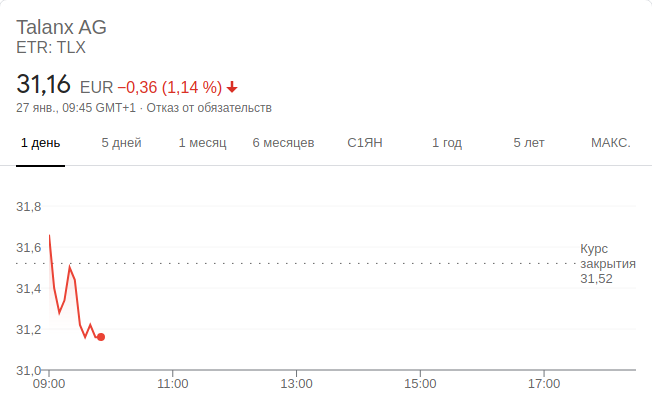 Talanx AG
ETR: TLX
31,16 EUR −0,36 (1,14 %)
27 янв., 09:45 GMT+1 · Отказ от обязательств
1 день 5 дней 1 месяц 6 месяцев С1ЯН 1 год 5 лет МАКС.
31,8
31,6
31,4
31,2
31,0
Курс
закрытия
31,52
09:00 11:00 13:00 15:00 17:00